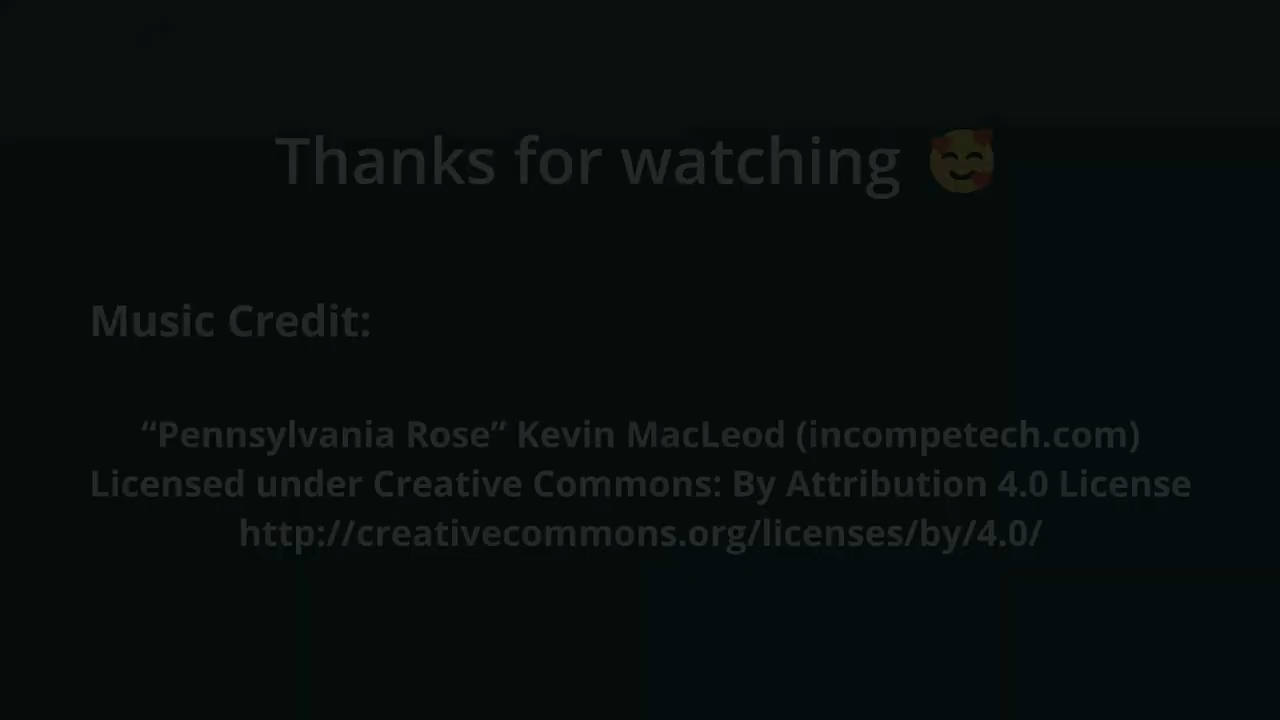 Thanks for watching 🥰
Music Credit:
“Pennsylvania Rose” Kevin MacLeod (incompetech.com)
Licensed under Creative Commons: By Attribution 4.0 License
http://creativecommons.org/licenses/by/4.0/